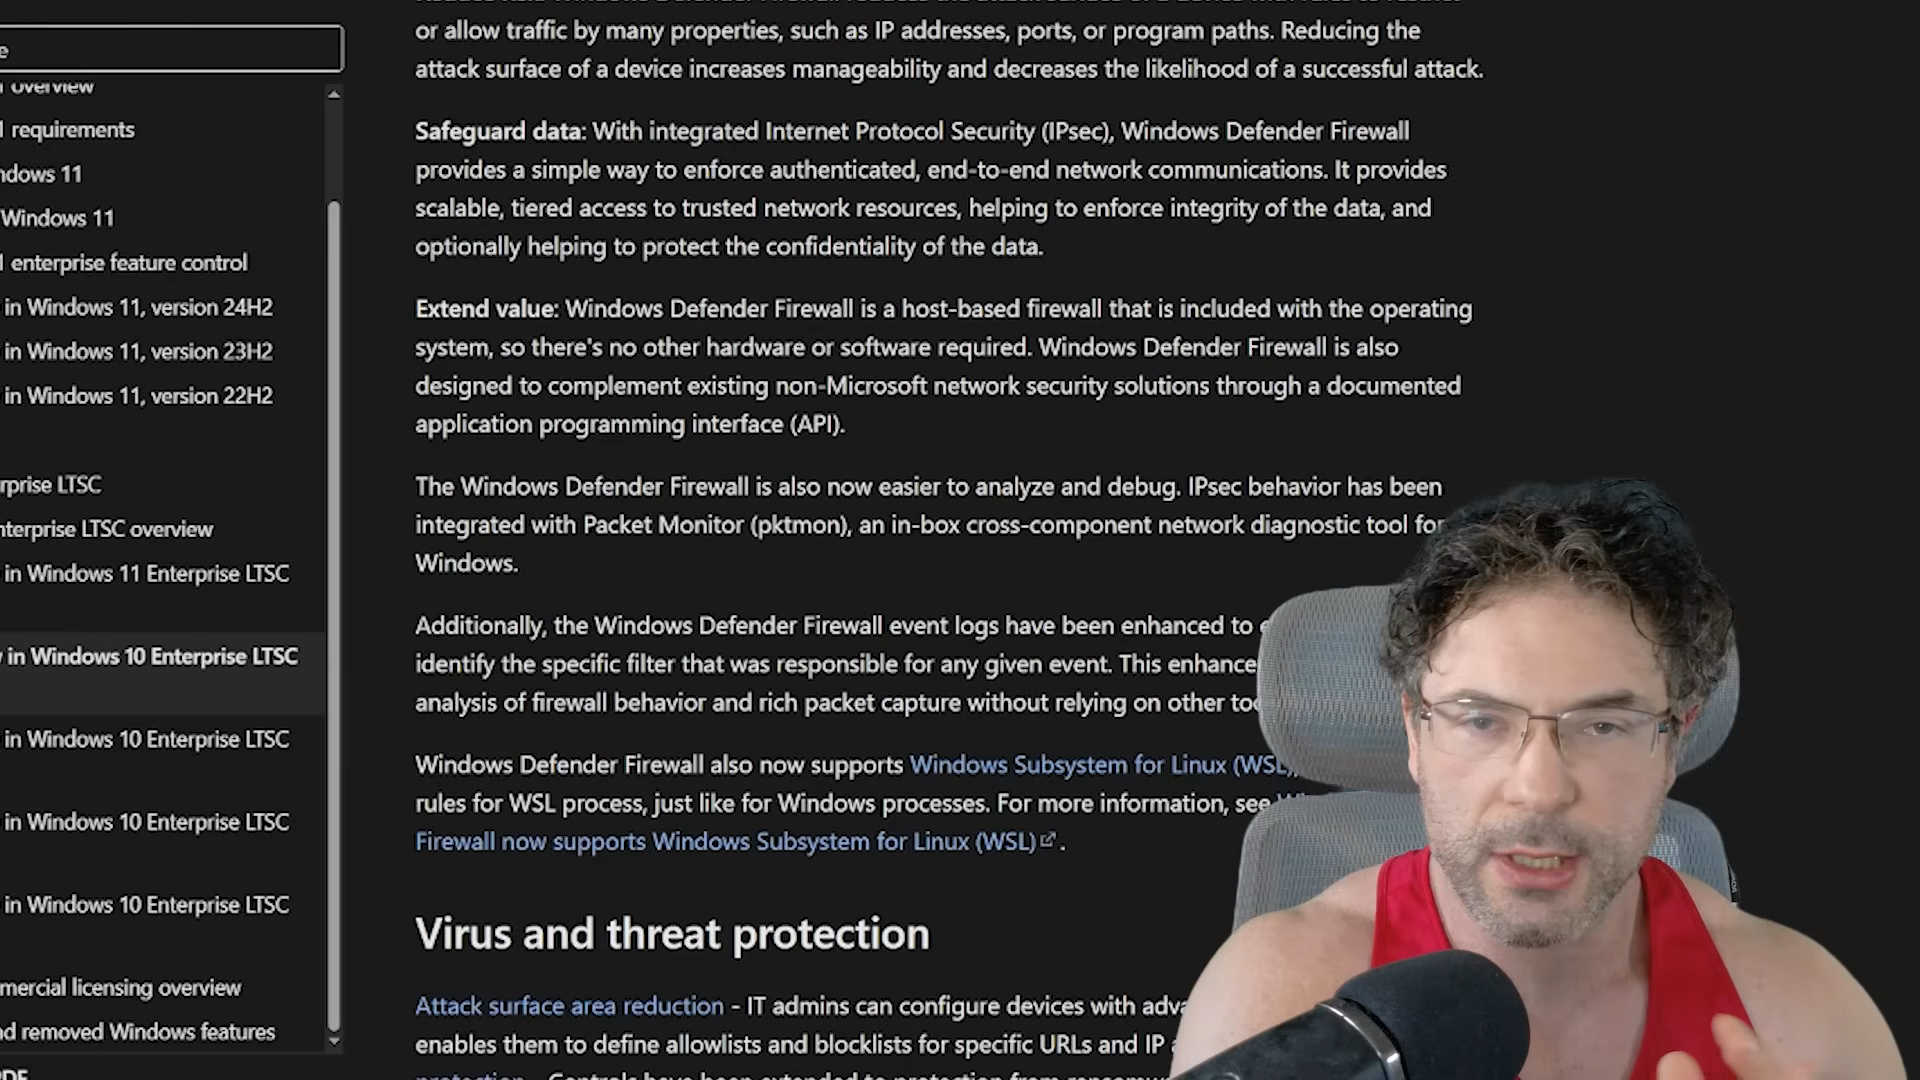 e
overview
requirements
ndows 11
Windows 11
enterprise feature control
in Windows 11, version 24H2
in Windows 11, version 23H2
in Windows 11, version 22H2
rprise LTSC
nterprise LTSC overview
in Windows 11 Enterprise LTSC
in Windows 10 Enterprise LTSC
in Windows 10 Enterprise LTSC
in Windows 10 Enterprise LTSC
in Windows 10 Enterprise LTSC
mercial licensing overview
nd removed Windows features
or allow traffic by many properties, such as IP addresses, ports, or program paths. Reducing the
attack surface of a device increases manageability and decreases the likelihood of a successful attack.
Safeguard data: With integrated Internet Protocol Security (IPsec), Windows Defender Firewall
provides a simple way to enforce authenticated, end-to-end network communications. It provides
scalable, tiered access to trusted network resources, helping to enforce integrity of the data, and
optionally helping to protect the confidentiality of the data.
Extend value: Windows Defender Firewall is a host-based firewall that is included with the operating
system, so there's no other hardware or software required. Windows Defender Firewall is also
designed to complement existing non-Microsoft network security solutions through a documented
application programming interface (API).
The Windows Defender Firewall is also now easier to analyze and debug. IPsec behavior has been
integrated with Packet Monitor (pktmon), an in-box cross-component network diagnostic tool for
Windows.
Additionally, the Windows Defender Firewall event logs have been enhanced to
identify the specific filter that was responsible for any given event. This enhance
analysis of firewall behavior and rich packet capture without relying on other too
Windows Defender Firewall also now supports Windows Subsystem for Linux (WSL)
rules for WSL process, just like for Windows processes. For more information, see
Firewall now supports Windows Subsystem for Linux (WSL).
Virus and threat protection
Attack surface area reduction - IT admins can configure devices with adva
enables them to define allowlists and blocklists for specific URLs and IP